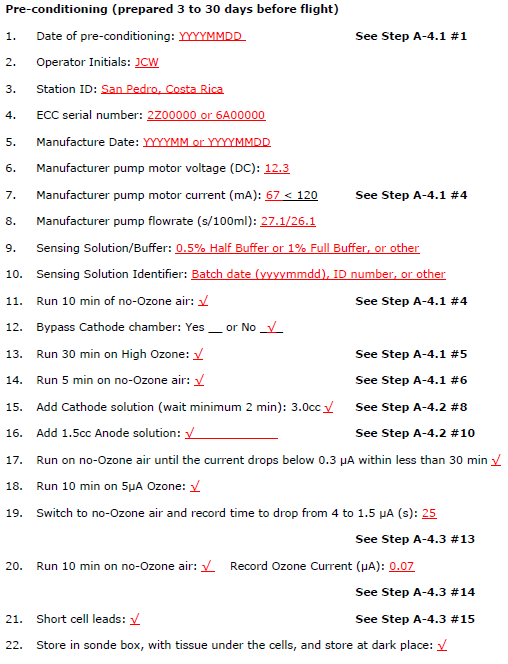 Pre-conditioning (prepared 3 to 30 days before flight)
1. Date of pre-conditioning: YYYYMMDD See Step A-4.1 #1
2. Operator Initials: JCW
3. Station ID: San Pedro, Costa Rica
4. ECC serial number: 2Z00000 or 6A00000
5. Manufacture Date: YYYYMM or YYYYMMDD
6. Manufacturer pump motor voltage (DC): 12.3
7. Manufacturer pump motor current (mA): 67 < 120 See Step A-4.1 #4
8. Manufacturer pump flowrate (s/100ml): 27.1/26.1
9. Sensing Solution/Buffer: 0.5% Half Buffer or 1% Full Buffer, or other
10. Sensing Solution Identifier: Batch date (yyyymmdd), ID number, or other
11. Run 10 min of no-Ozone air: √ See Step A-4.1 #4
12. Bypass Cathode chamber: Yes __ or No _√_
13. Run 30 min on High Ozone: √ See Step A-4.1 #5
14. Run 5 min on no-Ozone air: √ See Step A-4.1 #6
15. Add Cathode solution (wait minimum 2 min): 3.0cc √ See Step A-4.2 #8
16. Add 1.5cc Anode solution: √ See Step A-4.2 #10
17. Run on no-Ozone air until the current drops below 0.3 µA within less than 30 min √
18. Run 10 min on 5µA Ozone: √
19. Switch to no-Ozone air and record time to drop from 4 to 1.5 µA (s): 25
See Step A-4.3 #13
20. Run 10 min on no-Ozone air: √ Record Ozone Current (µA): 0.07
See Step A-4.3 #14
21. Short cell leads: √ See Step A-4.3 #15
22. Store in sonde box, with tissue under the cells, and store at dark place: √